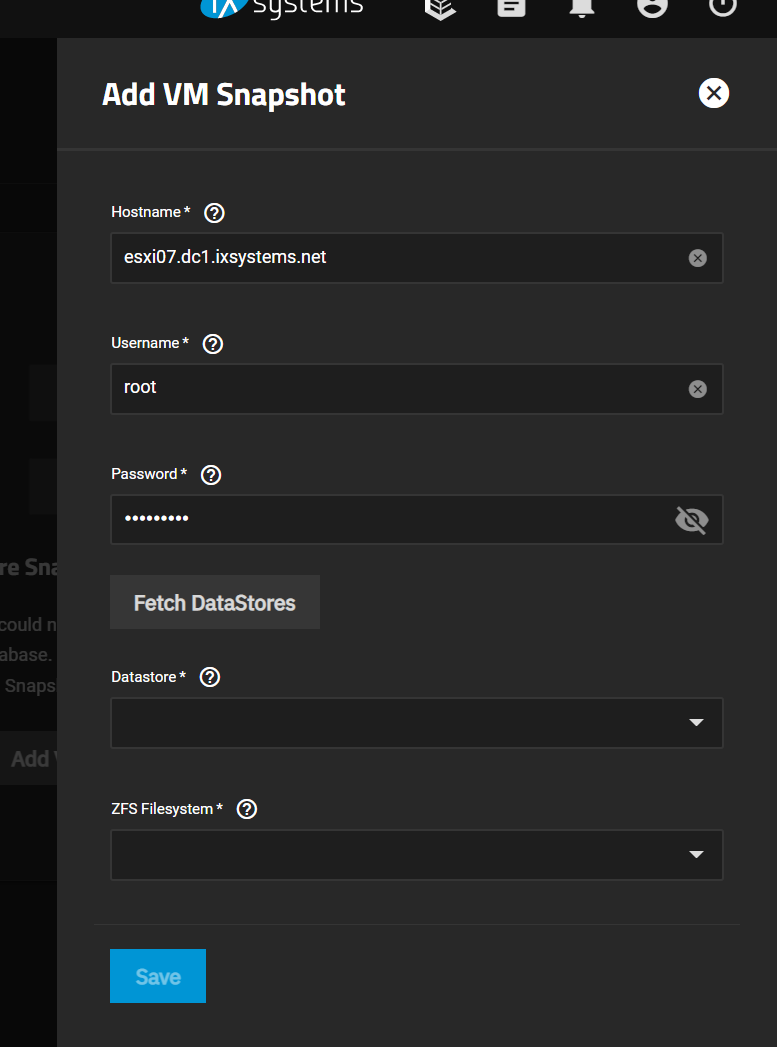 systems
Add VM Snapshot
Hostname *
esxi07.dc1.ixsystems.net
Username *
root
Password *
•••••••••
Fetch DataStores
re Sna
could n
abase.
Snaps
Add V
Datastore *
ZFS Filesystem *
Save